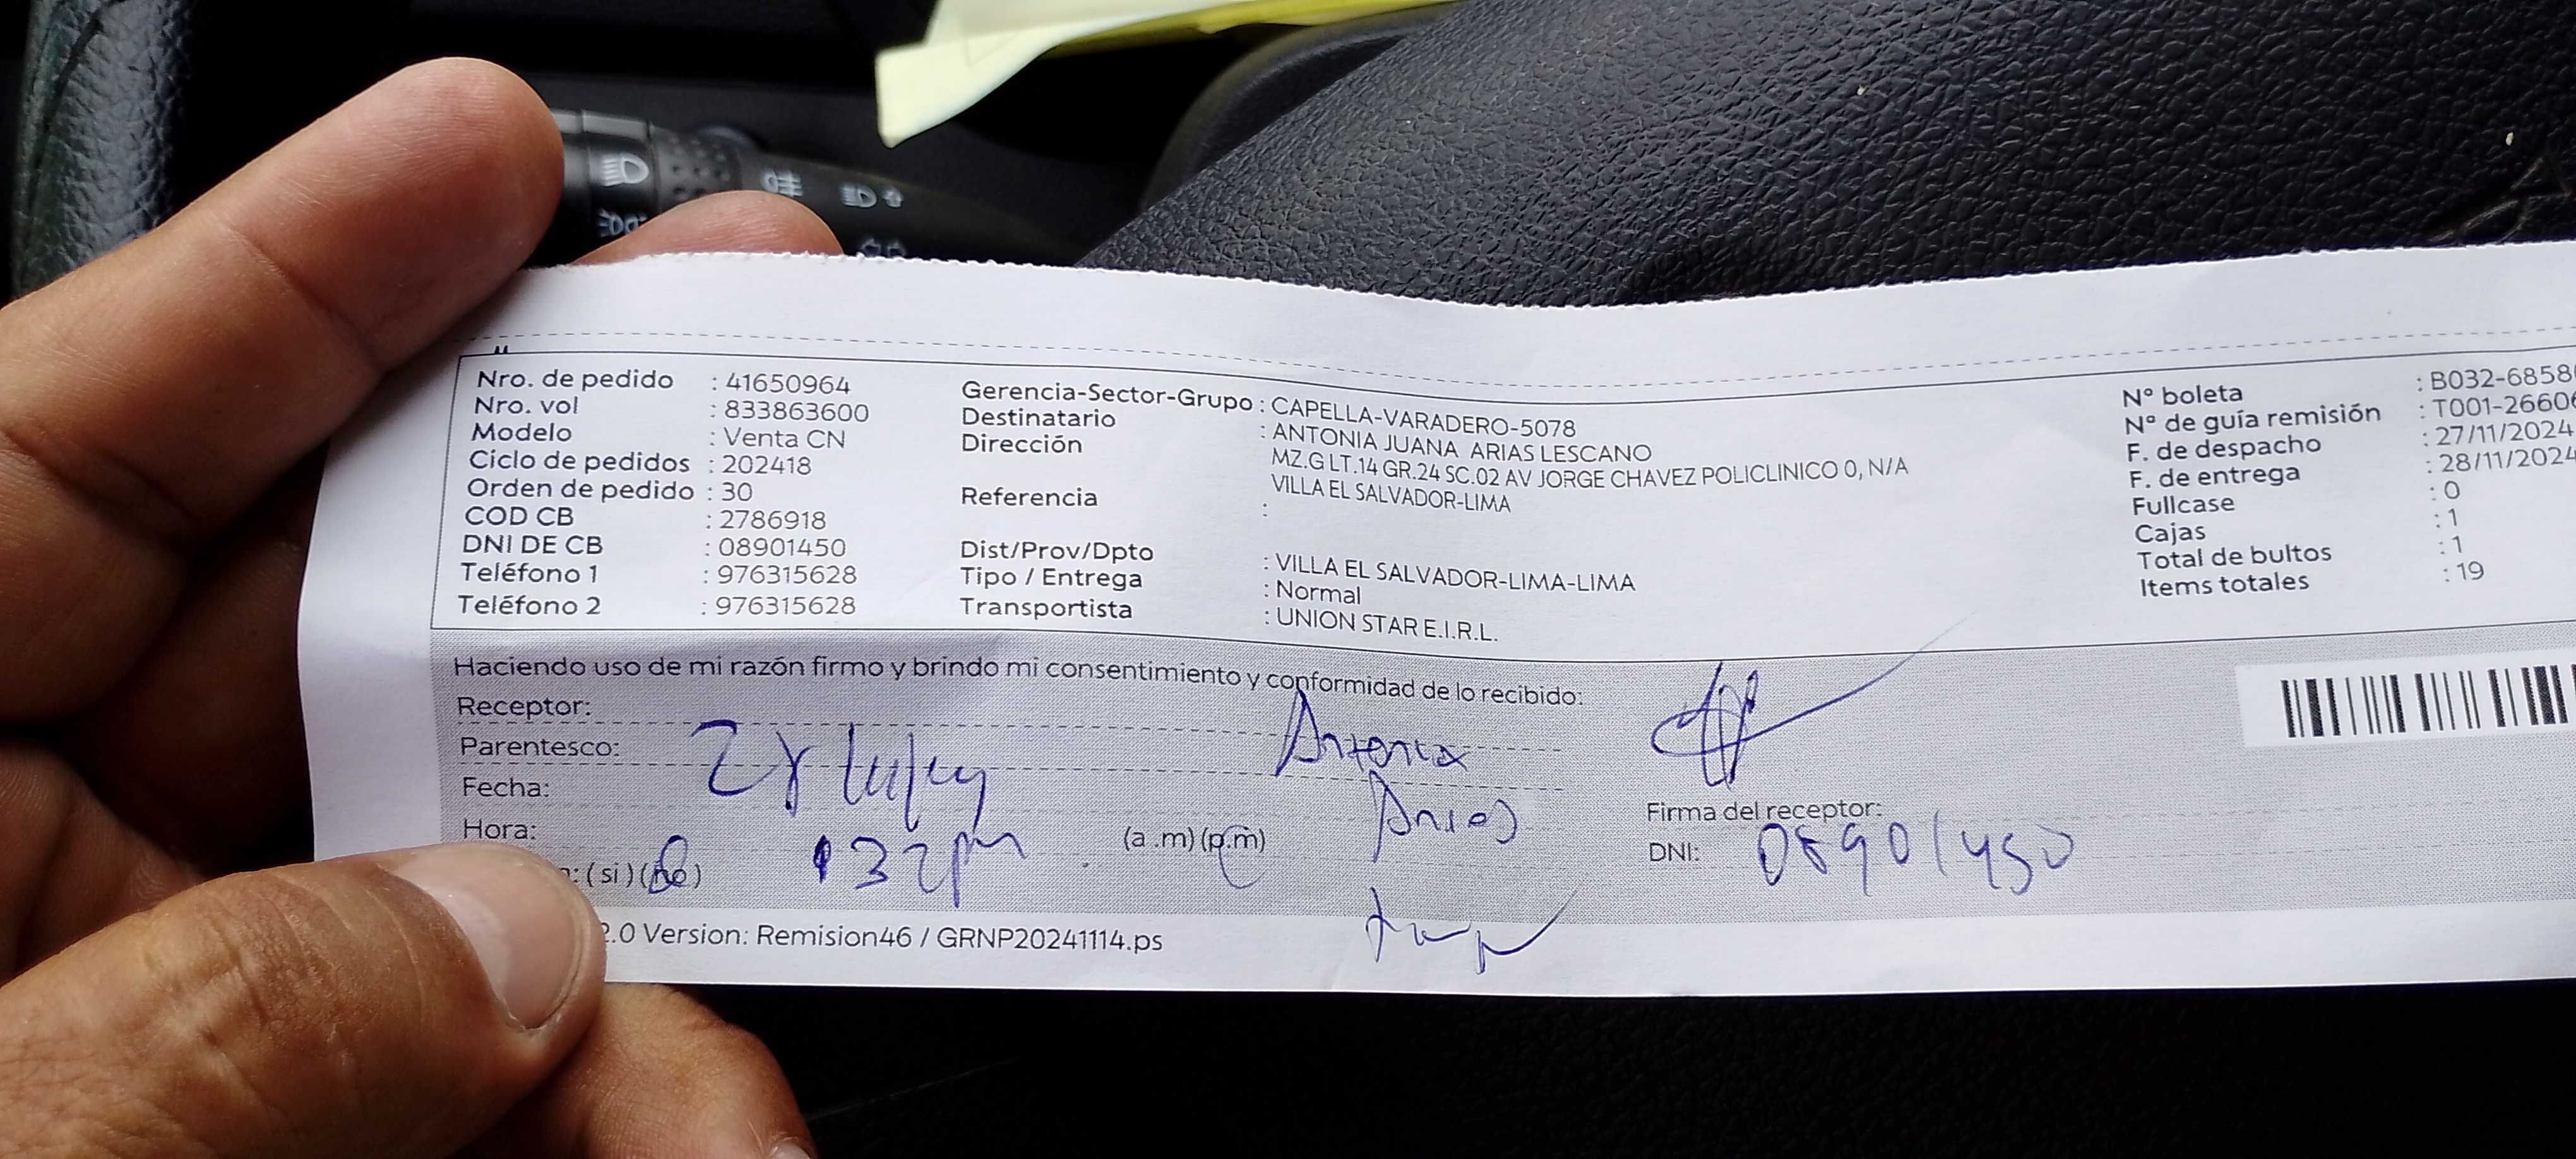 Nro. de pedido : 41650964
Nro. vol : 833863600
Modelo : Venta CN
Ciclo de pedidos : 202418
Orden de pedido : 30
COD CB : 2786918
DNI DE CB : 08901450
Teléfono 1 : 976315628
Teléfono 2 : 976315628
Gerencia-Sector-Grupo : CAPELLA-VARADERO-5078
Destinatario : ANTONIA JUANA ARIAS LESCANO
Dirección : MZ.G LT.14 GR.24 SC.02 AV JORGE CHAVEZ POLICLINICO 0, N/A
VILLA EL SALVADOR-LIMA
Referencia :
Dist/Prov/Dpto : VILLA EL SALVADOR-LIMA-LIMA
Tipo / Entrega : Normal
Transportista : UNION STAR E.I.R.L.
Nº boleta : B032-6858
Nº de guía remisión : T001-2660
F. de despacho : 27/11/2024
F. de entrega : 28/11/2024
Fullcase : 0
Cajas : 1
Total de bultos : 1
Items totales : 19
Haciendo uso de mi razón firmo y brindo mi consentimiento y conformidad de lo recibido:
Receptor:
Antonia
Parentesco:
Arias
Fecha:
Hora: (a .m) (p.m)
: ( si ) (no)
Firma del receptor:
DNI: 08901450
2.0 Version: Remision46 / GRNP20241114.ps